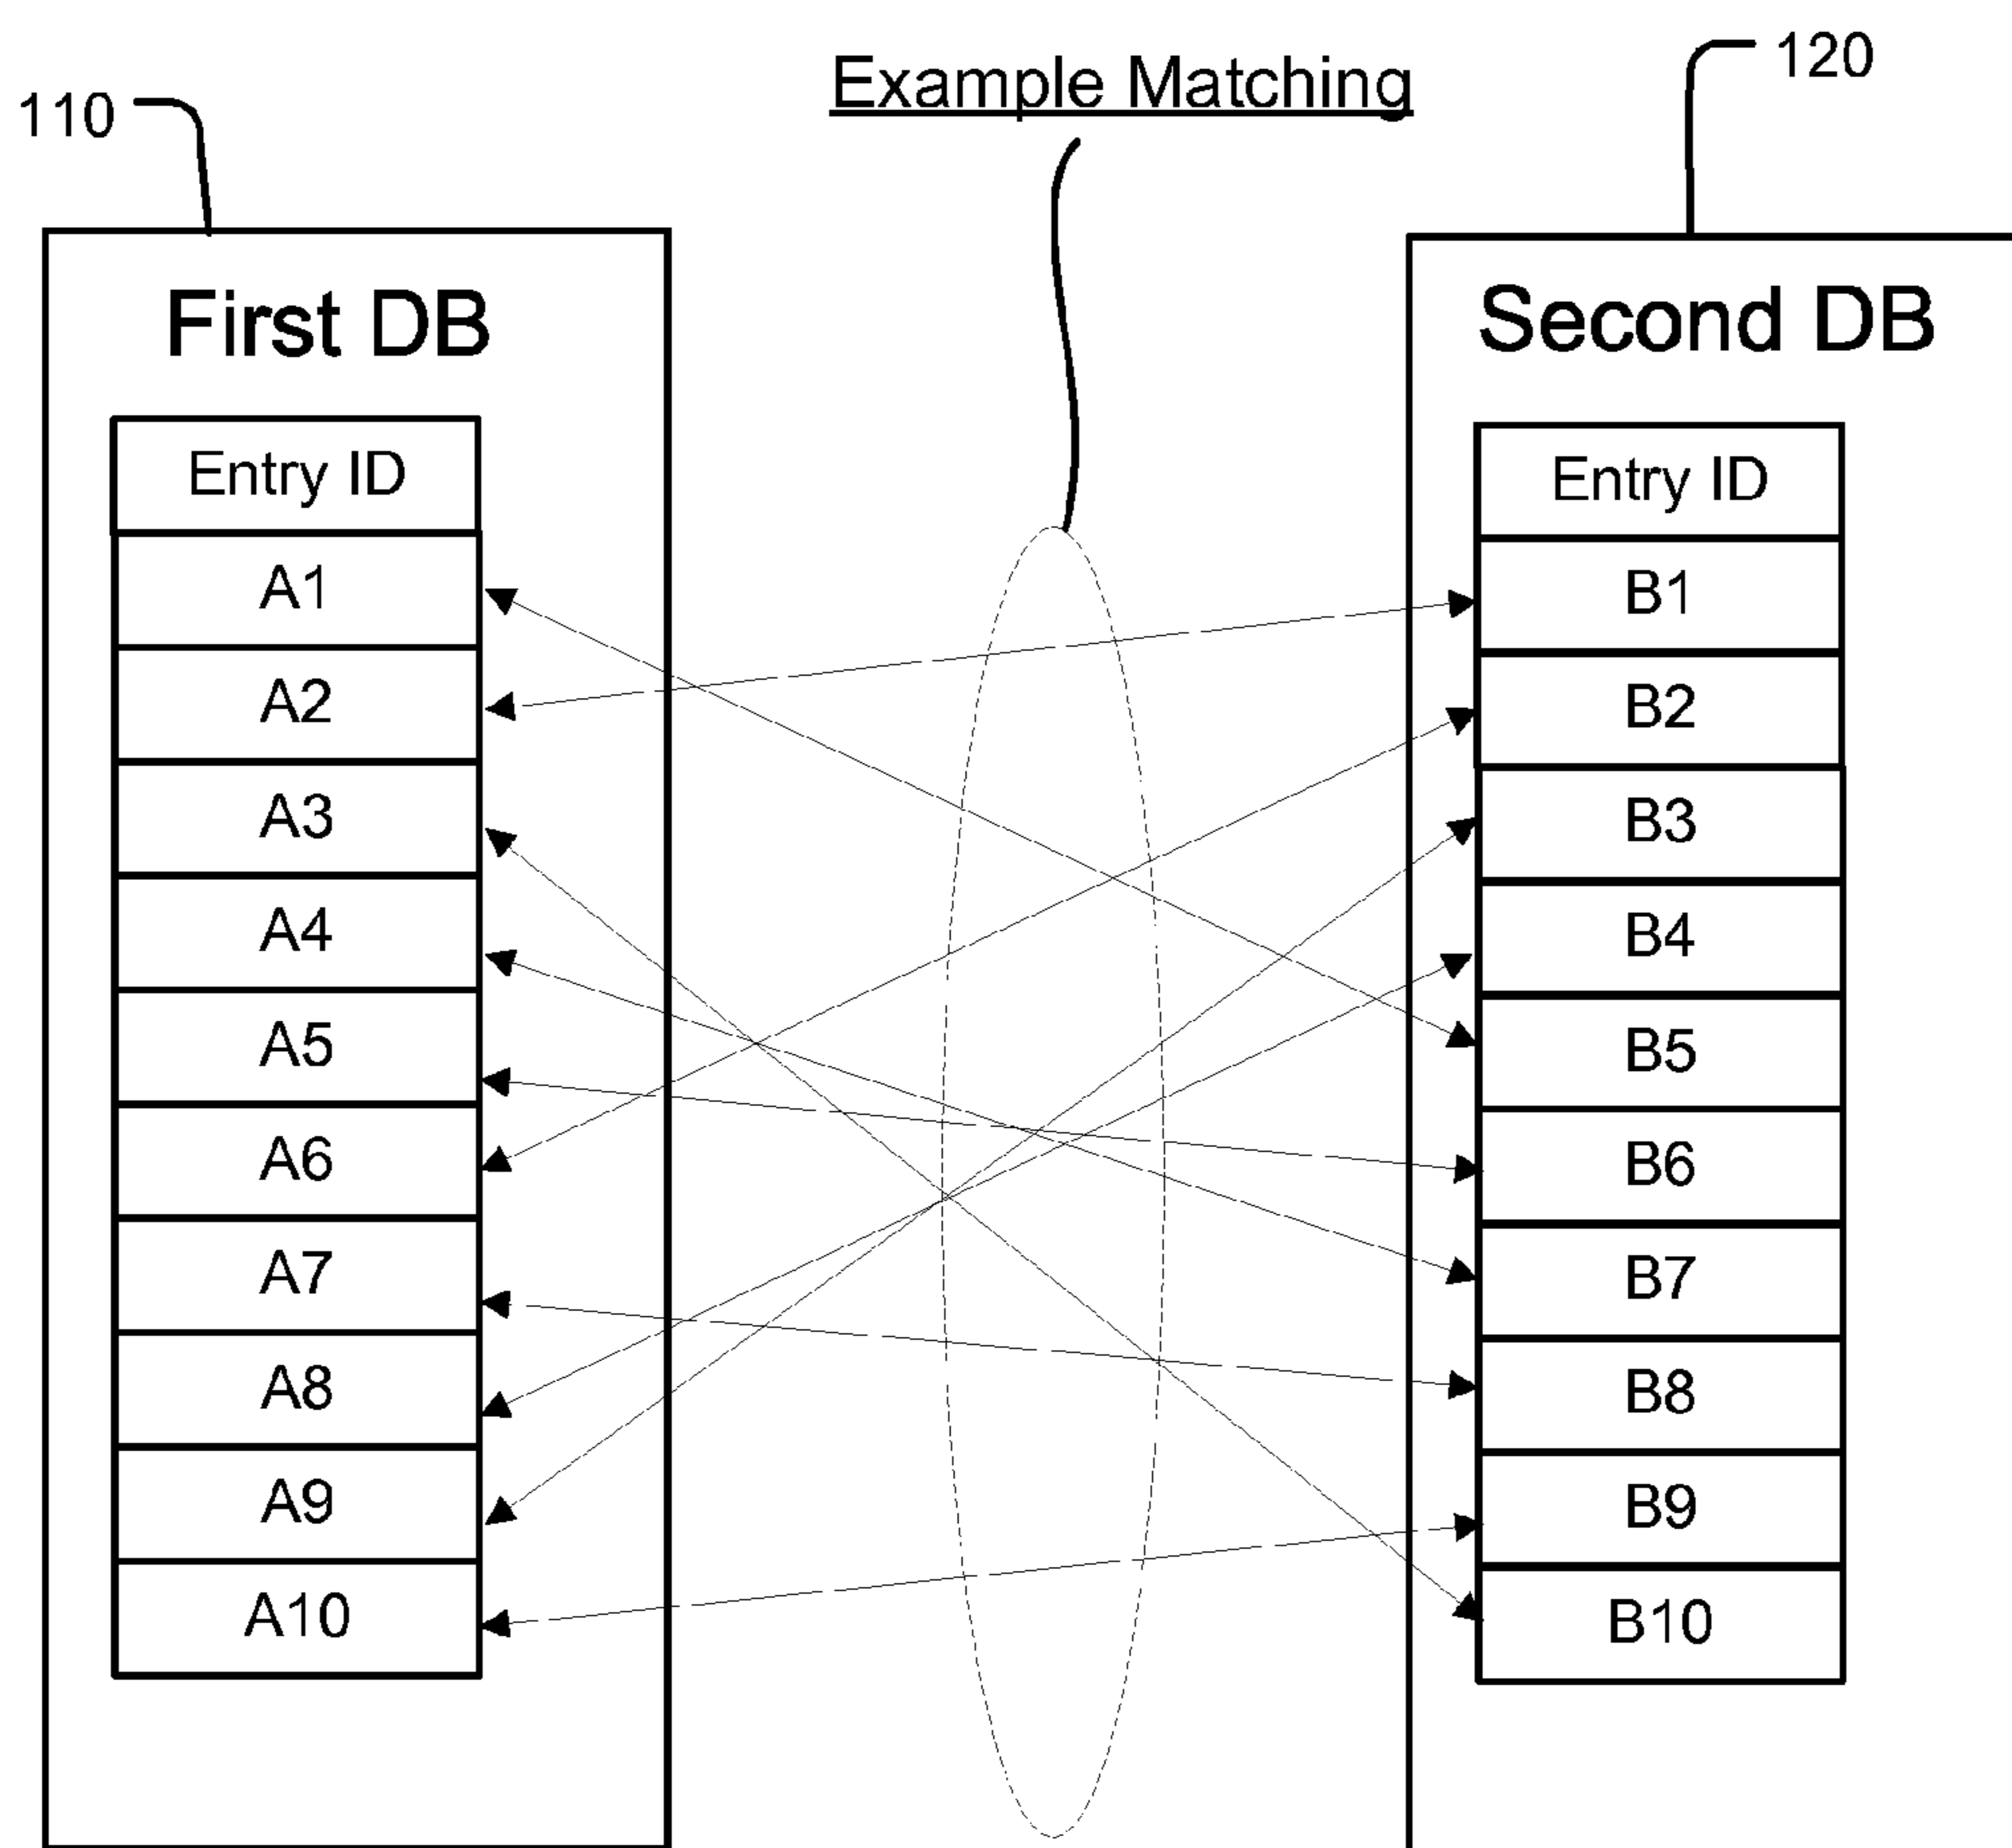 Example Matching
110
120
First DB
Entry ID
A1
A2
A3
A4
A5
A6
A7
A8
A9
A10
Second DB
Entry ID
B1
B2
B3
B4
B5
B6
B7
B8
B9
B10